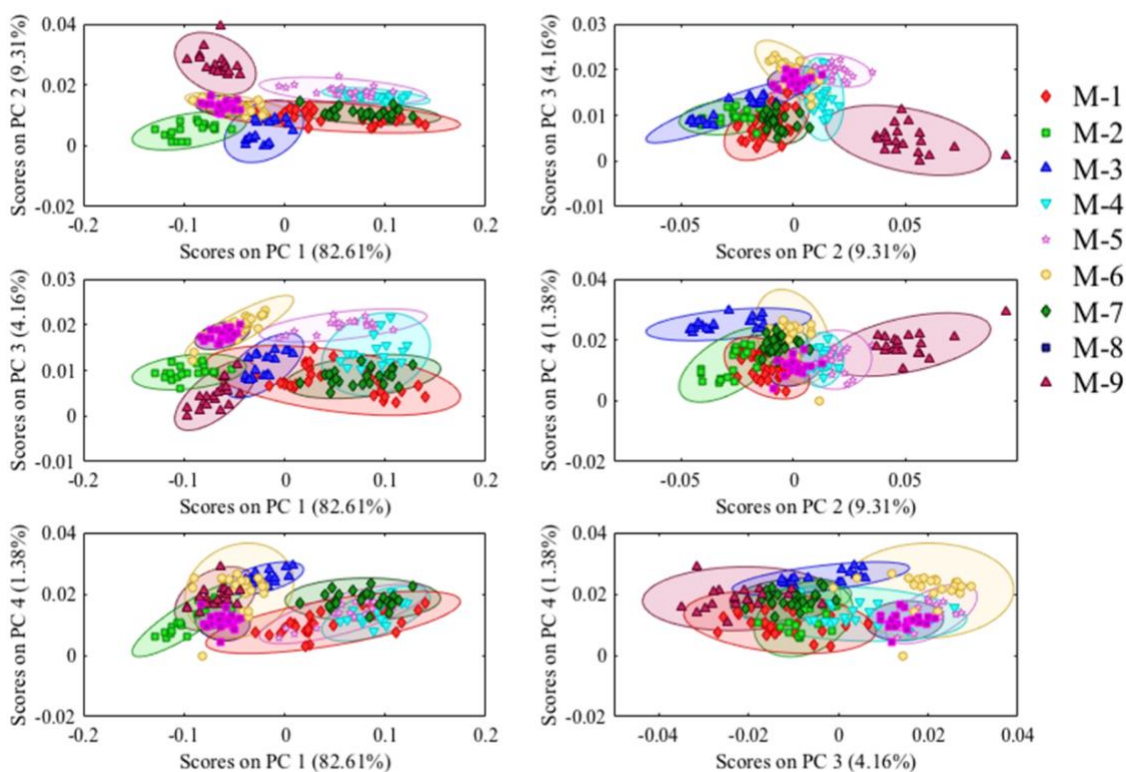 0.04
0.02
0
-0.02
Scores on PC 2 (9.31%)
-0.2
-0.1
0
0.1
0.2
Scores on PC 1 (82.61%)
0.03
0.02
0.01
0
-0.01
Scores on PC 3 (4.16%)
-0.05
0
0.05
Scores on PC 2 (9.31%)
0.03
0.02
0.01
0
-0.01
Scores on PC 3 (4.16%)
-0.2
-0.1
0
0.1
0.2
Scores on PC 1 (82.61%)
0.04
0.02
0
-0.02
Scores on PC 4 (1.38%)
-0.05
0
0.05
Scores on PC 2 (9.31%)
0.04
0.02
0
-0.02
Scores on PC 4 (1.38%)
-0.2
-0.1
0
0.1
0.2
Scores on PC 1 (82.61%)
0.04
0.02
0
-0.02
Scores on PC 4 (1.38%)
-0.04
-0.02
0
0.02
0.04
Scores on PC 3 (4.16%)
M-1
M-2
M-3
M-4
M-5
M-6
M-7
M-8
M-9